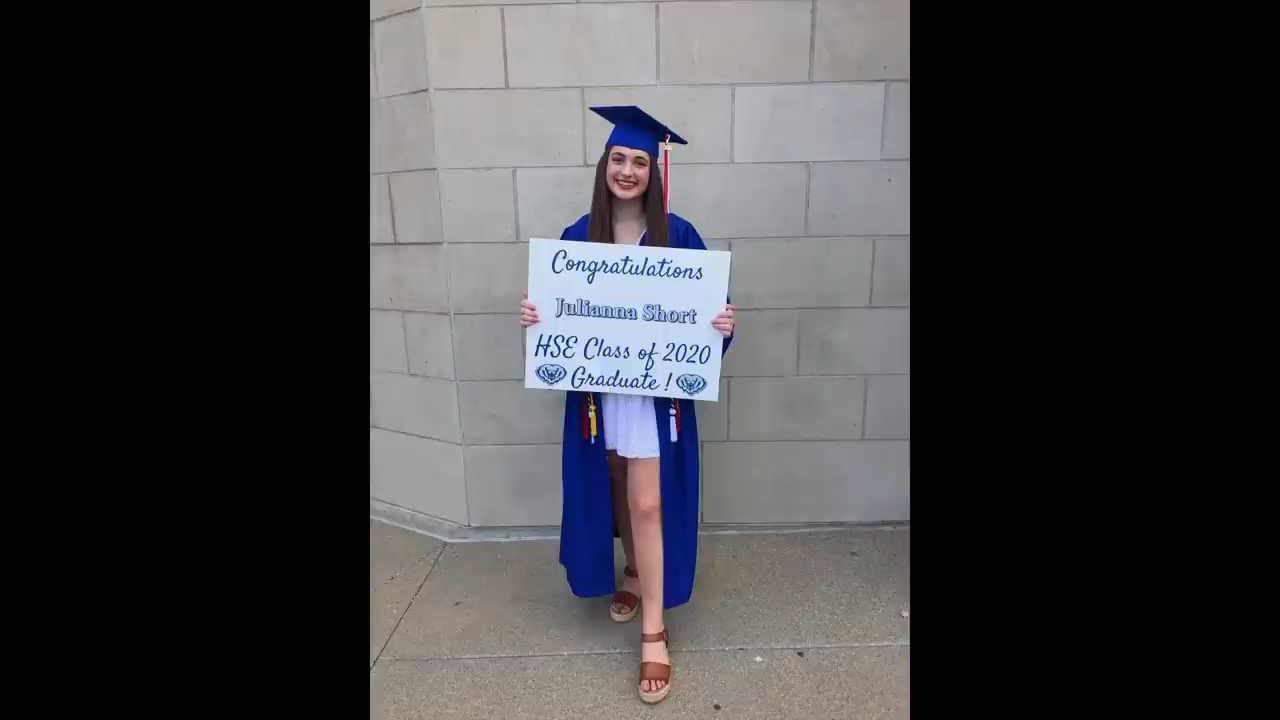 Congratulations
Julianna Short
HSE Class of 2020
Graduate !